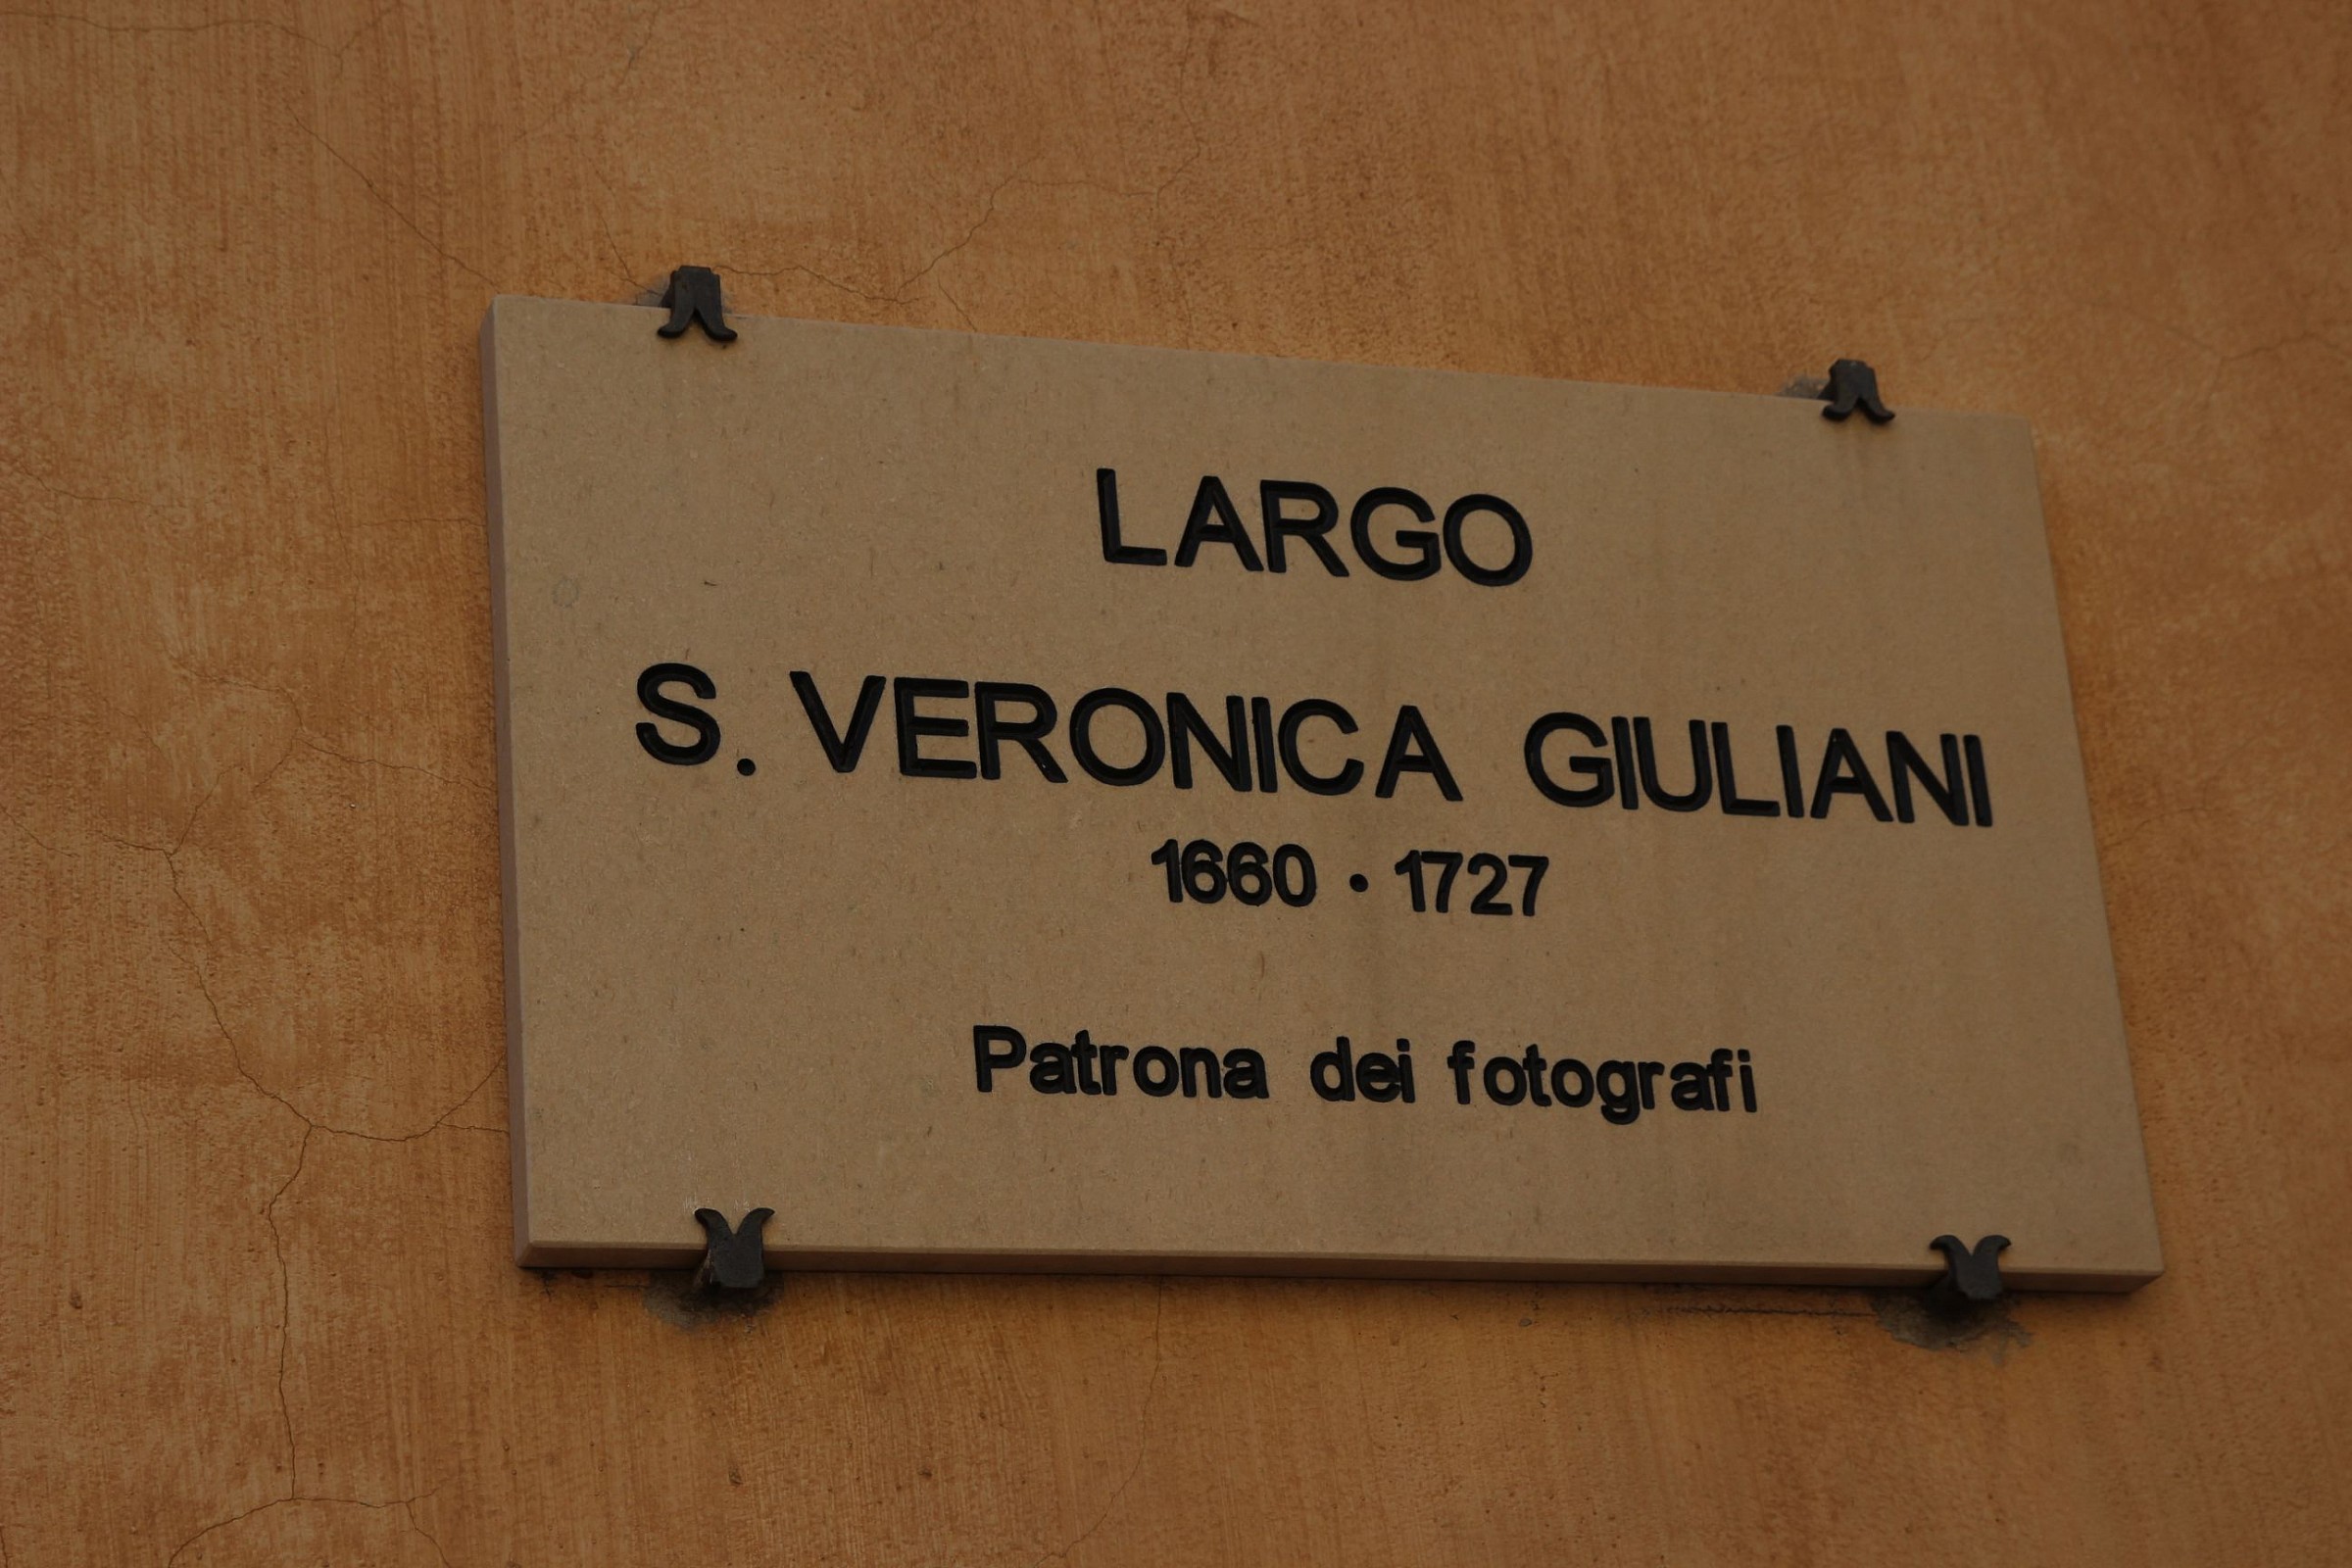 LARGO
S. VERONICA GIULIANI
1660 · 1727
Patrona dei fotografi